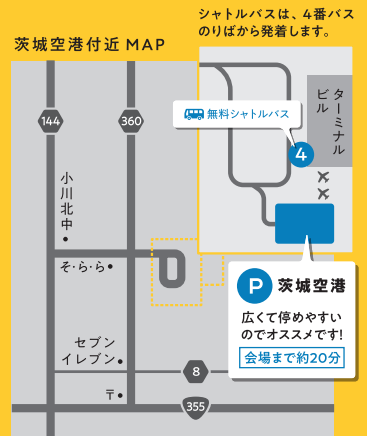 シャトルバスは、4番バス
のりばから発着します。
茨城空港付近 MAP
144
360
無料シャトルバス
ターミナル
ビル
4
小川北中
そ・ら・ら
P 茨城空港
広くて停めやすい
のでオススメです!
会場まで約20分
セブン
イレブン
8
〒
355